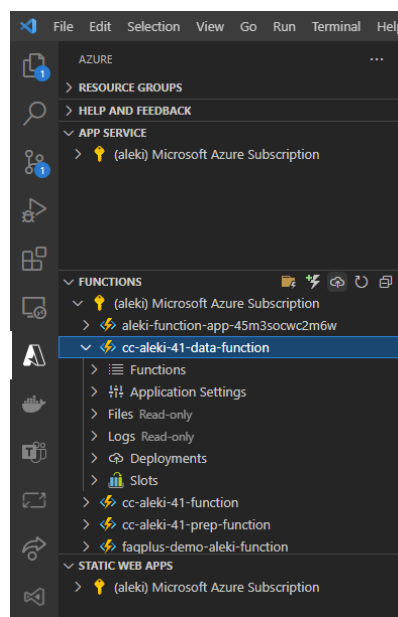 File Edit Selection View Go Run Terminal Hel
AZURE ...
RESOURCE GROUPS
HELP AND FEEDBACK
APP SERVICE
(aleki) Microsoft Azure Subscription
FUNCTIONS
(aleki) Microsoft Azure Subscription
aleki-function-app-45m3socwc2m6w
cc-aleki-41-data-function
Functions
Application Settings
Files Read-only
Logs Read-only
Deployments
Slots
cc-aleki-41-function
cc-aleki-41-prep-function
faqplus-demo-aleki-function
STATIC WEB APPS
(aleki) Microsoft Azure Subscription
1
1